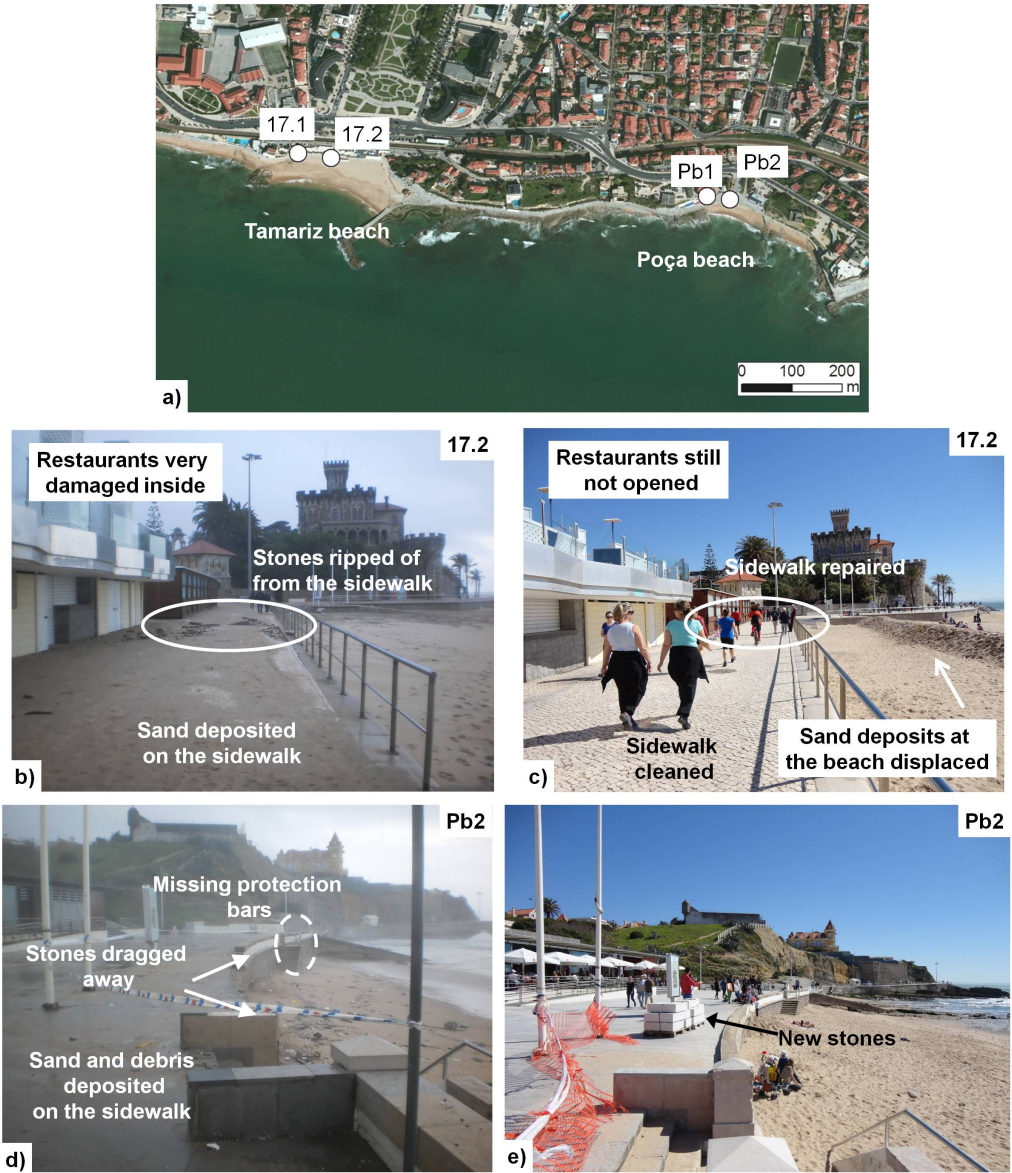 17.1
17.2
Pb1
Pb2
Tamariz beach
Poça beach
0 100 200
m
a)
17.2
Restaurants very
damaged inside
Stones ripped of
from the sidewalk
Sand deposited
on the sidewalk
b)
17.2
Restaurants still
not opened
Sidewalk repaired
Sidewalk
cleaned
Sand deposits at
the beach displaced
c)
Pb2
Missing protection
bars
Stones dragged
away
Sand and debris
deposited
on the sidewalk
d)
Pb2
New stones
e)